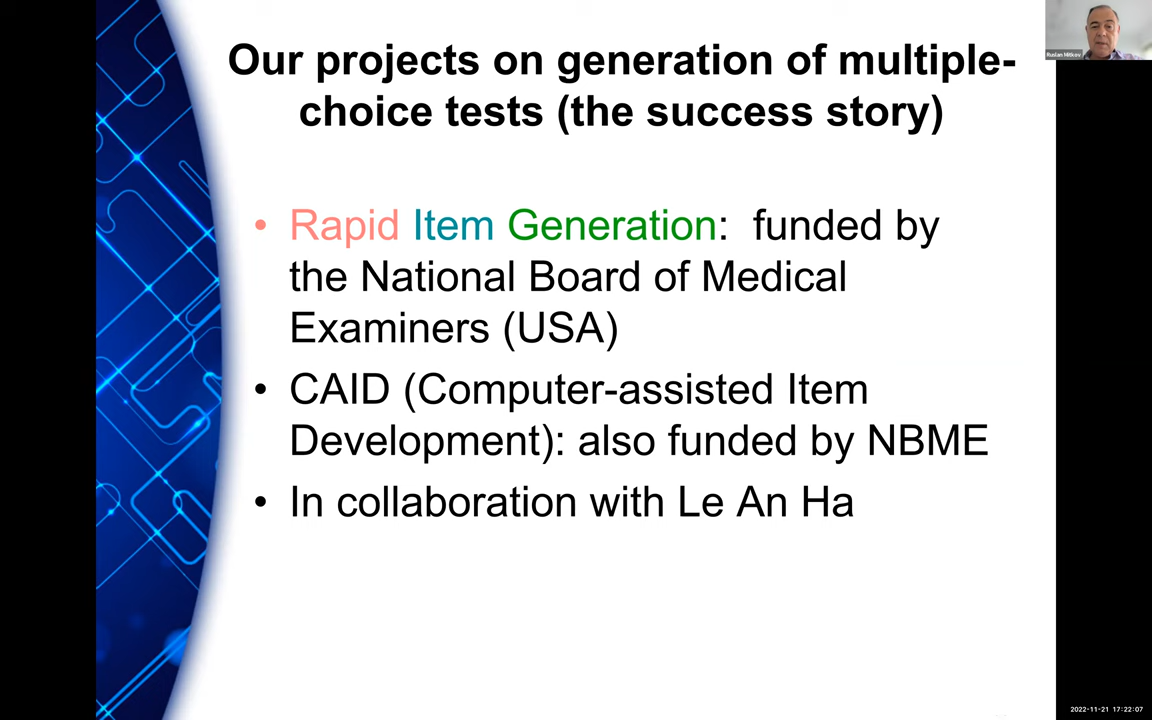 Our projects on generation of multiple-
choice tests (the success story)
• Rapid Item Generation: funded by
the National Board of Medical
Examiners (USA)
• CAID (Computer-assisted Item
Development): also funded by NBME
• In collaboration with Le An Ha
Ruslan Mitkov
2022-11-21 17:22:07